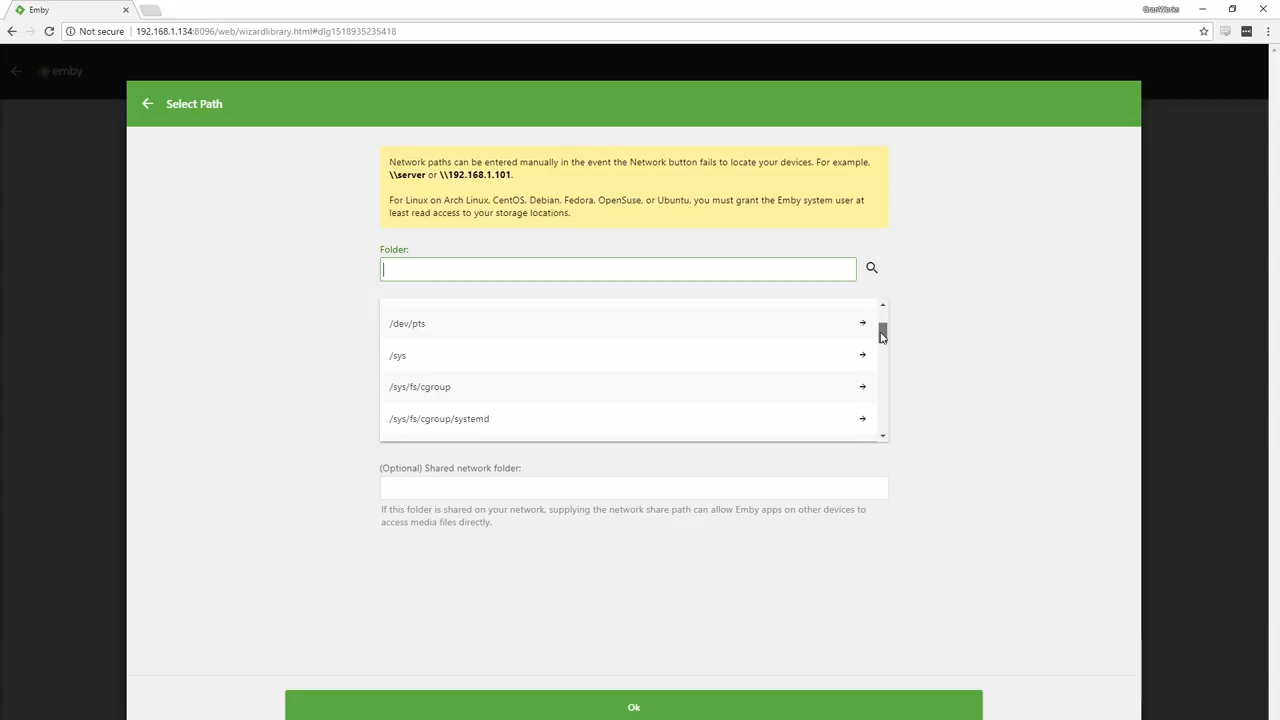 Emby
GranWorks
Not secure
192.168.1.134:8096/web/wizardlibrary.html#dlg1518935235418
emby
Select Path
Network paths can be entered manually in the event the Network button fails to locate your devices. For example,
\\server or \\192.168.1.101.
For Linux on Arch Linux, CentOS, Debian, Fedora, OpenSuse, or Ubuntu, you must grant the Emby system user at
least read access to your storage locations.
Folder:
/dev/pts
/sys
/sys/fs/cgroup
/sys/fs/cgroup/systemd
(Optional) Shared network folder:
If this folder is shared on your network, supplying the network share path can allow Emby apps on other devices to
access media files directly.
Ok